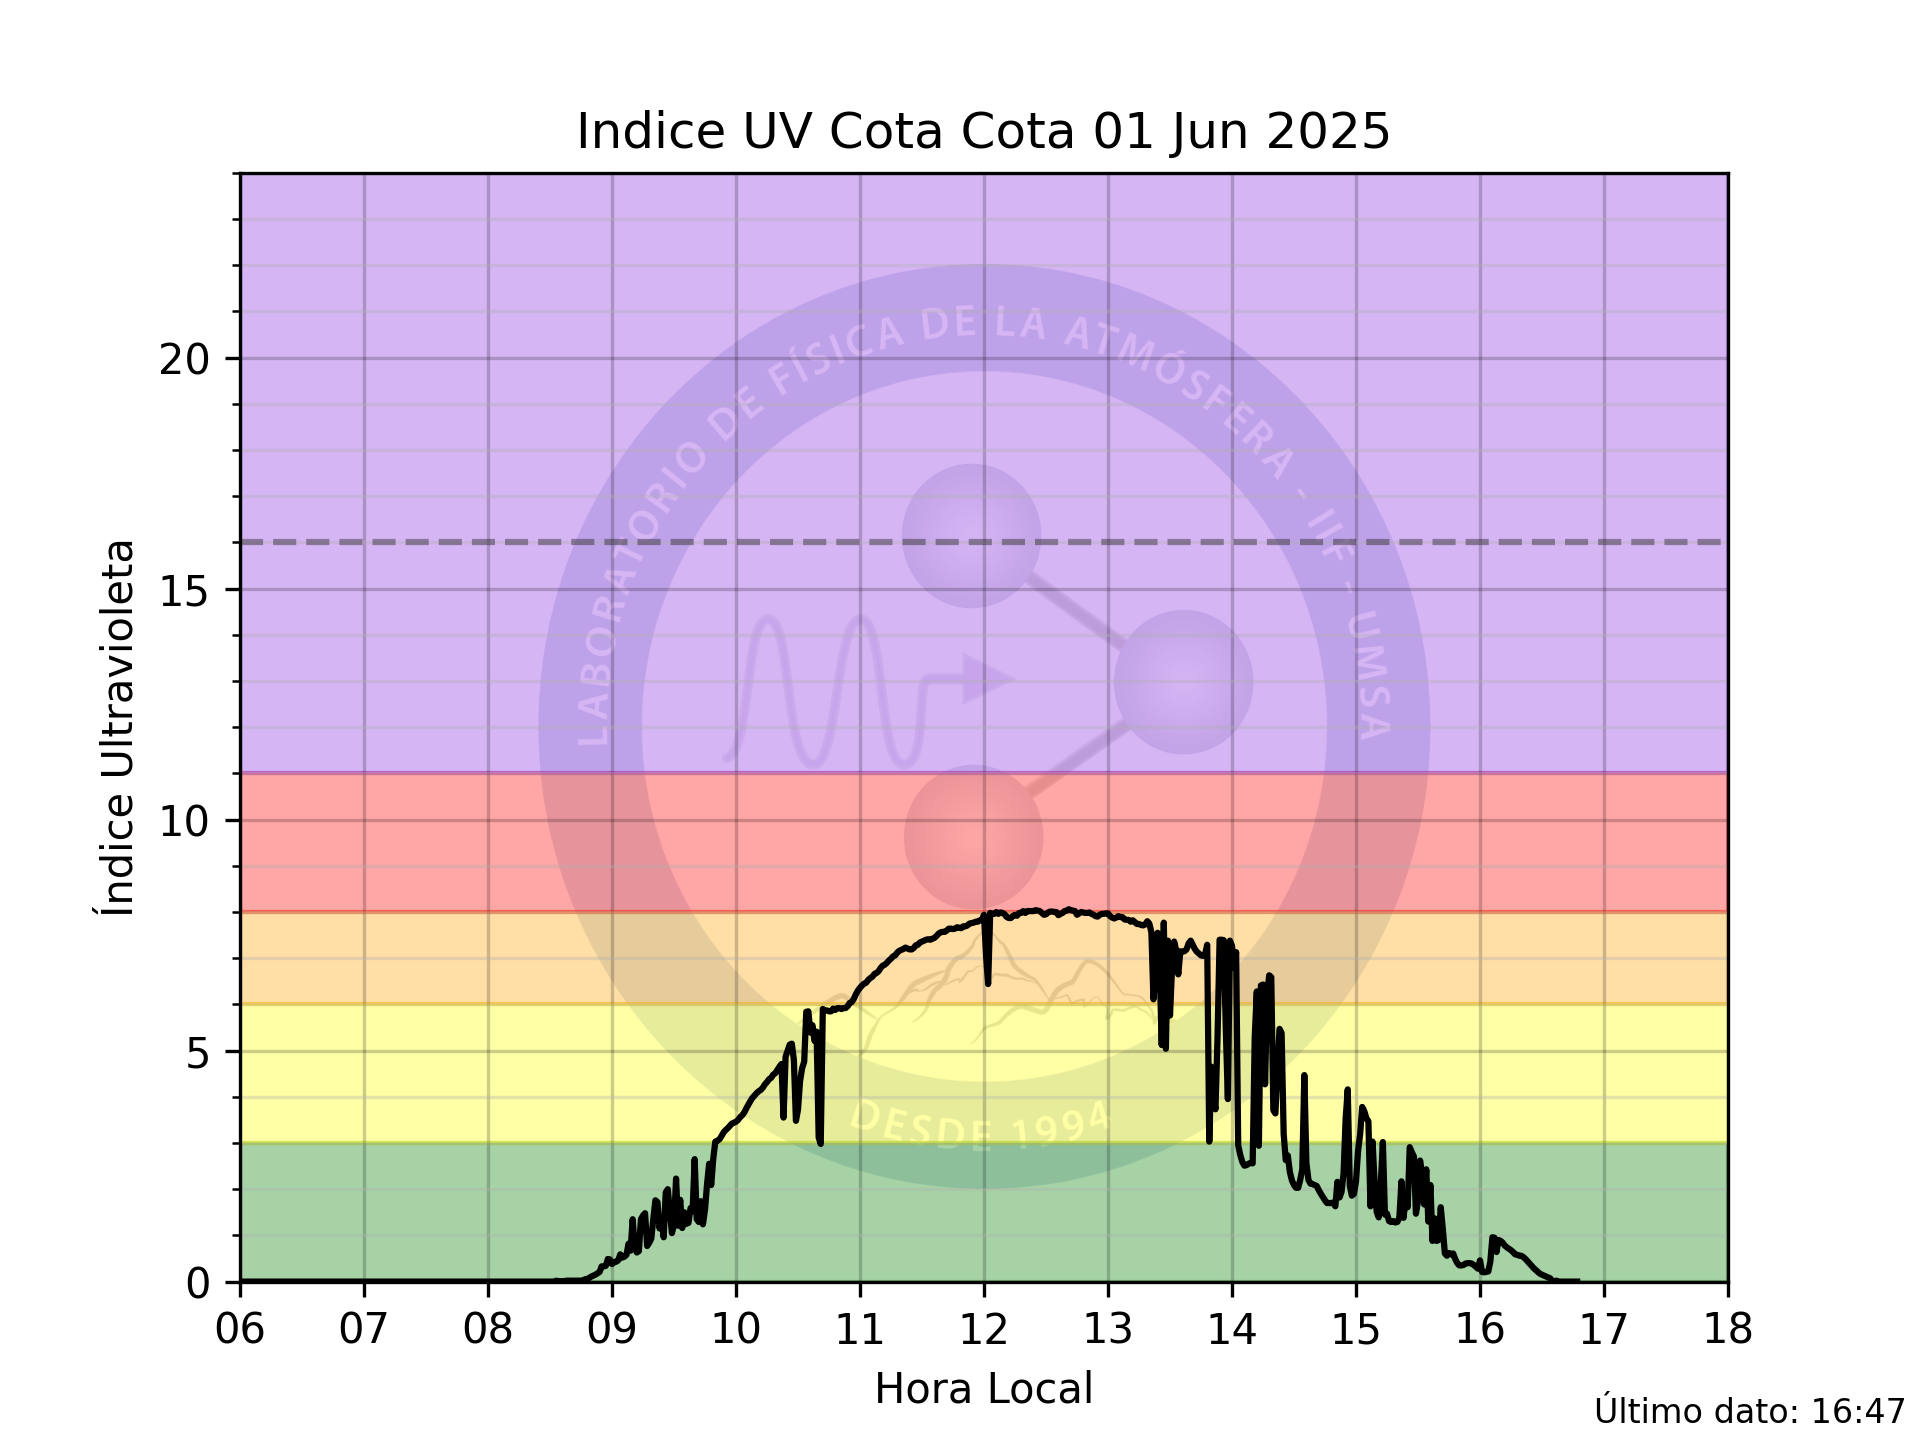 Indice UV Cota Cota 01 Jun 2025
LABORATORIO DE FÍSICA DE LA ATMÓSFERA - IIF - UMSA
DESDE 1994
Índice Ultravioleta
20
15
10
5
0
06 07 08 09 10 11 12 13 14 15 16 17 18
Hora Local
Último dato: 16:47